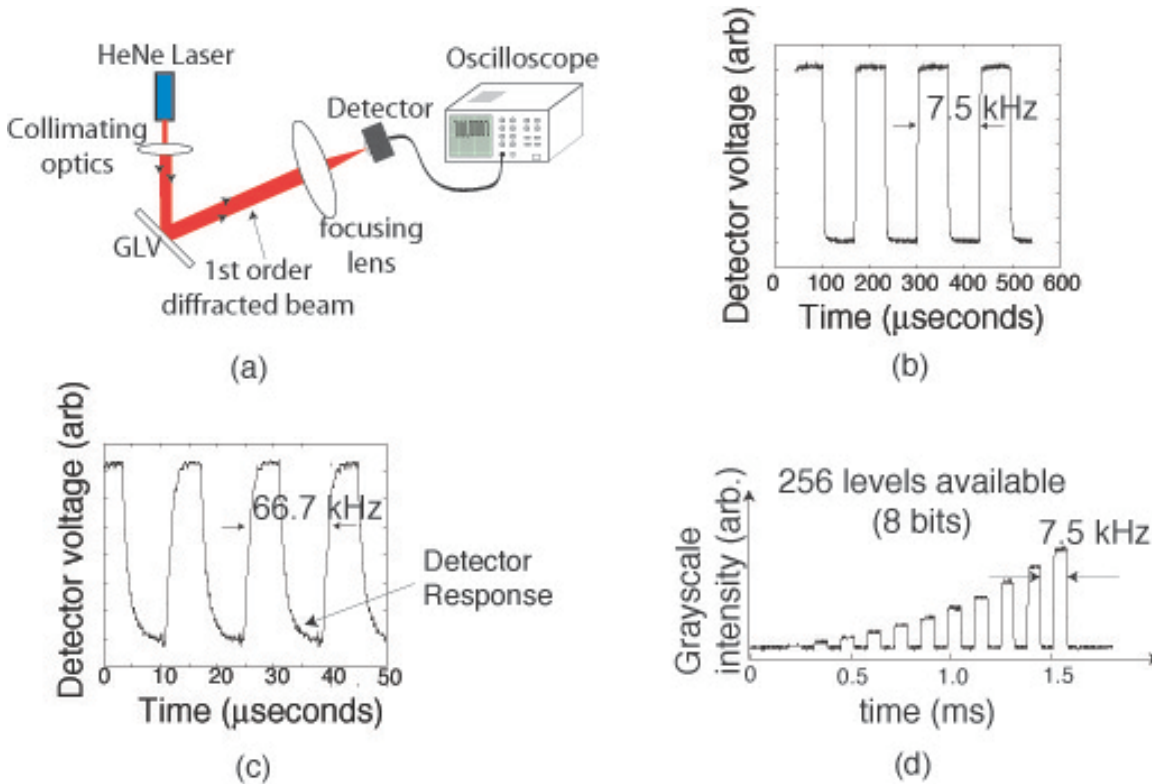 HeNe Laser
Collimating
optics
GLV
1st order
diffracted beam
focusing
lens
Detector
Oscilloscope
(a)
Detector voltage (arb)
7.5 kHz
0 100 200 300 400 500 600
Time (μseconds)
(b)
Detector voltage (arb)
66.7 kHz
Detector
Response
0 10 20 30 40 50
Time (μseconds)
(c)
256 levels available
(8 bits)
7.5 kHz
Grayscale
intensity (arb.)
0 0.5 1.0 1.5
time (ms)
(d)